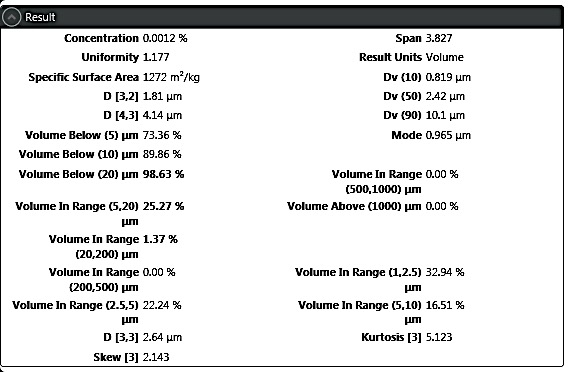 Result
Concentration 0.0012 % Span 3.827
Uniformity 1.177 Result Units Volume
Specific Surface Area 1272 m²/kg Dv (10) 0.819 µm
D [3,2] 1.81 µm Dv (50) 2.42 µm
D [4,3] 4.14 µm Dv (90) 10.1 µm
Volume Below (5) µm 73.36 % Mode 0.965 µm
Volume Below (10) µm 89.86 %
Volume Below (20) µm 98.63 % Volume In Range 0.00 %
(500,1000) µm
Volume In Range (5,20) 25.27 % Volume Above (1000) µm 0.00 %
µm
Volume In Range 1.37 %
(20,200) µm
Volume In Range 0.00 % Volume In Range (1,2.5) 32.94 %
(200,500) µm µm
Volume In Range (2.5,5) 22.24 % Volume In Range (5,10) 16.51 %
µm µm
D [3,3] 2.64 µm Kurtosis [3] 5.123
Skew [3] 2.143